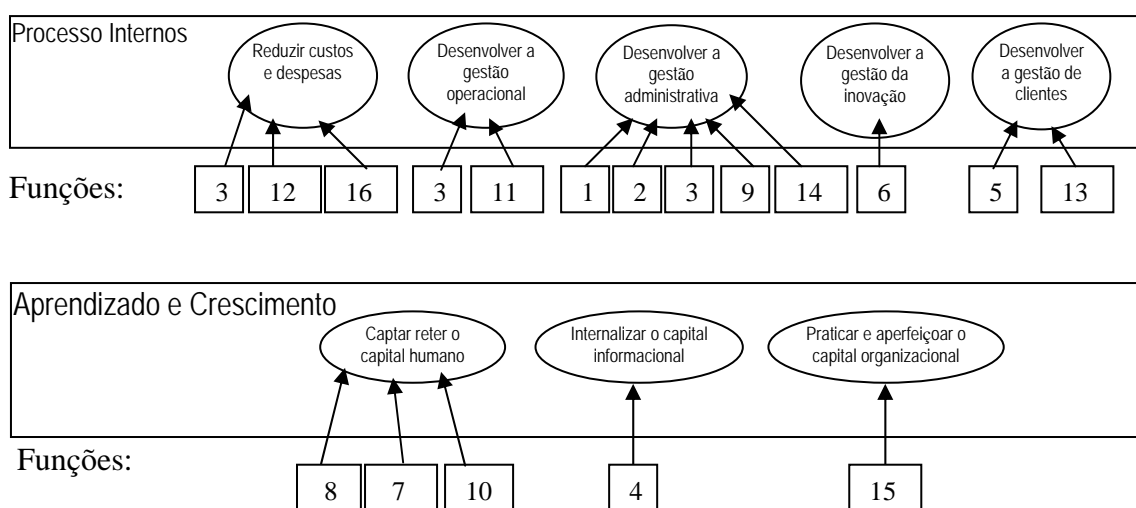 Processo Internos
Reduzir custos
e despesas
Desenvolver a
gestão
operacional
Desenvolver a
gestão
administrativa
Desenvolver a
gestão da
inovação
Desenvolver
a gestão de
clientes
Funções:
3 12 16 3 11 1 2 3 9 14 6 5 13
Aprendizado e Crescimento
Captar reter o
capital humano
Internalizar o capital
informacional
Praticar e aperfeiçoar o
capital organizacional
Funções:
8 7 10 4 15